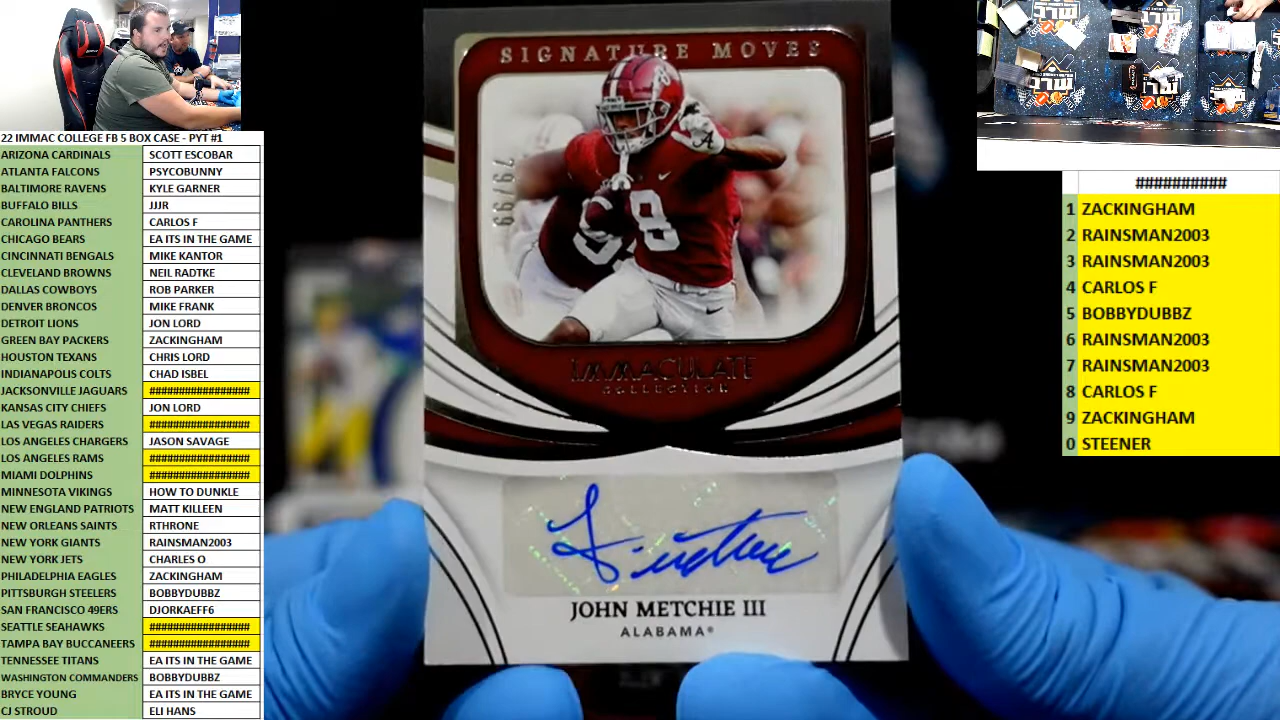 22 IMMAC COLLEGE FB 5 BOX CASE - PYT #1
ARIZONA CARDINALS SCOTT ESCOBAR
ATLANTA FALCONS PSYCOBUNNY
BALTIMORE RAVENS KYLE GARNER
BUFFALO BILLS JJJR
CAROLINA PANTHERS CARLOS F
CHICAGO BEARS EA ITS IN THE GAME
CINCINNATI BENGALS MIKE KANTOR
CLEVELAND BROWNS NEIL RADTKE
DALLAS COWBOYS ROB PARKER
DENVER BRONCOS MIKE FRANK
DETROIT LIONS JON LORD
GREEN BAY PACKERS ZACKINGHAM
HOUSTON TEXANS CHRIS LORD
INDIANAPOLIS COLTS CHAD ISBEL
JACKSONVILLE JAGUARS #################
KANSAS CITY CHIEFS JON LORD
LAS VEGAS RAIDERS #################
LOS ANGELES CHARGERS JASON SAVAGE
LOS ANGELES RAMS #################
MIAMI DOLPHINS #################
MINNESOTA VIKINGS HOW TO DUNKLE
NEW ENGLAND PATRIOTS MATT KILLEEN
NEW ORLEANS SAINTS RTHRONE
NEW YORK GIANTS RAINSMAN2003
NEW YORK JETS CHARLES O
PHILADELPHIA EAGLES ZACKINGHAM
PITTSBURGH STEELERS BOBBYDUBBZ
SAN FRANCISCO 49ERS DJORKAEFF6
SEATTLE SEAHAWKS #################
TAMPA BAY BUCCANEERS #################
TENNESSEE TITANS EA ITS IN THE GAME
WASHINGTON COMMANDERS BOBBYDUBBZ
BRYCE YOUNG EA ITS IN THE GAME
CJ STROUD ELI HANS
SIGNATURE MOVES
79/99
A
8
IMMACULATE
COLLECTION
JOHN METCHIE III
ALABAMA®
##########
1 ZACKINGHAM
2 RAINSMAN2003
3 RAINSMAN2003
4 CARLOS F
5 BOBBYDUBBZ
6 RAINSMAN2003
7 RAINSMAN2003
8 CARLOS F
9 ZACKINGHAM
0 STEENER